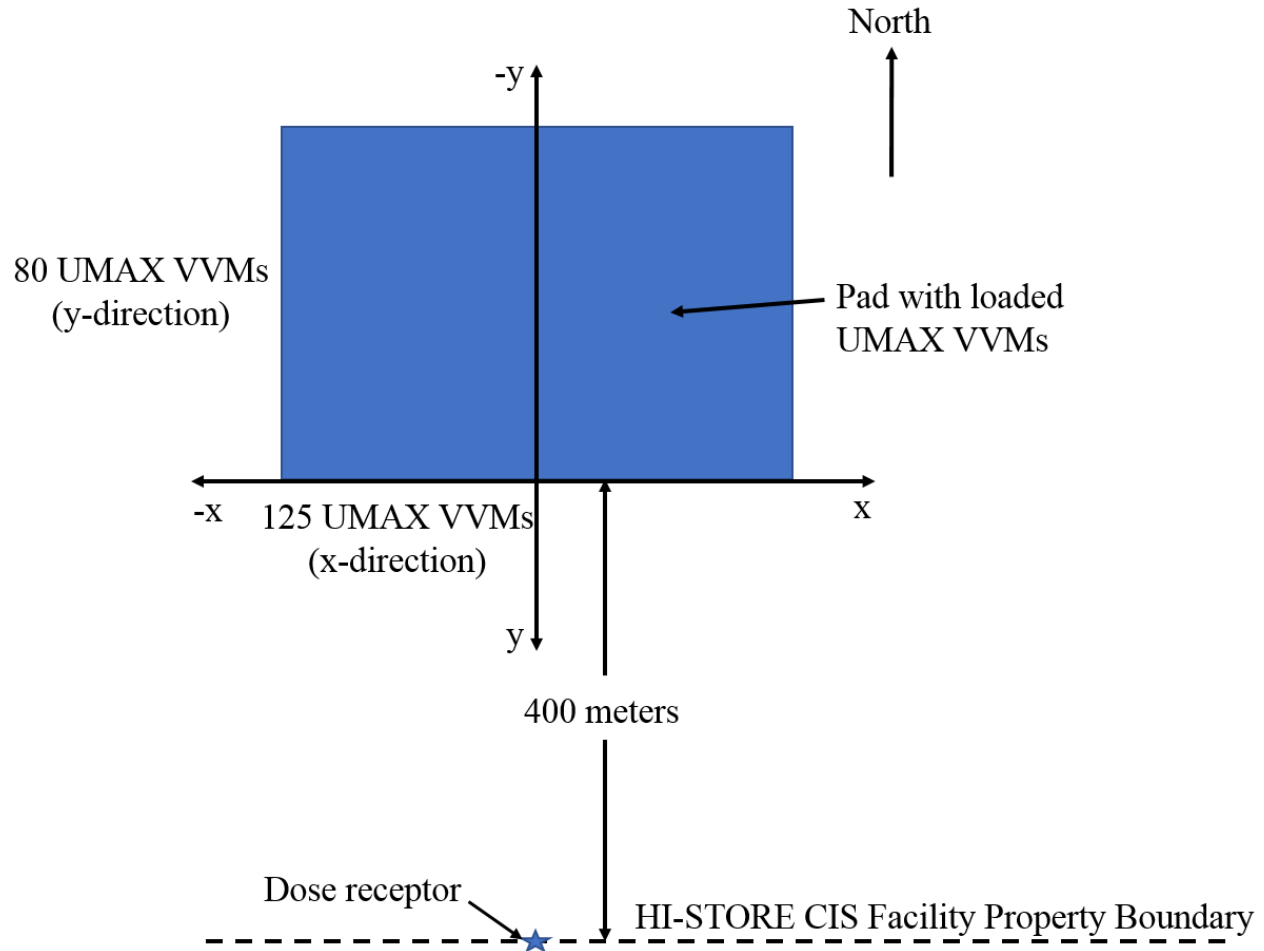 North
-y
80 UMAX VVMs
(y-direction)
Pad with loaded
UMAX VVMs
-x
125 UMAX VVMs
(x-direction)
x
y
400 meters
Dose receptor
HI-STORE CIS Facility Property Boundary